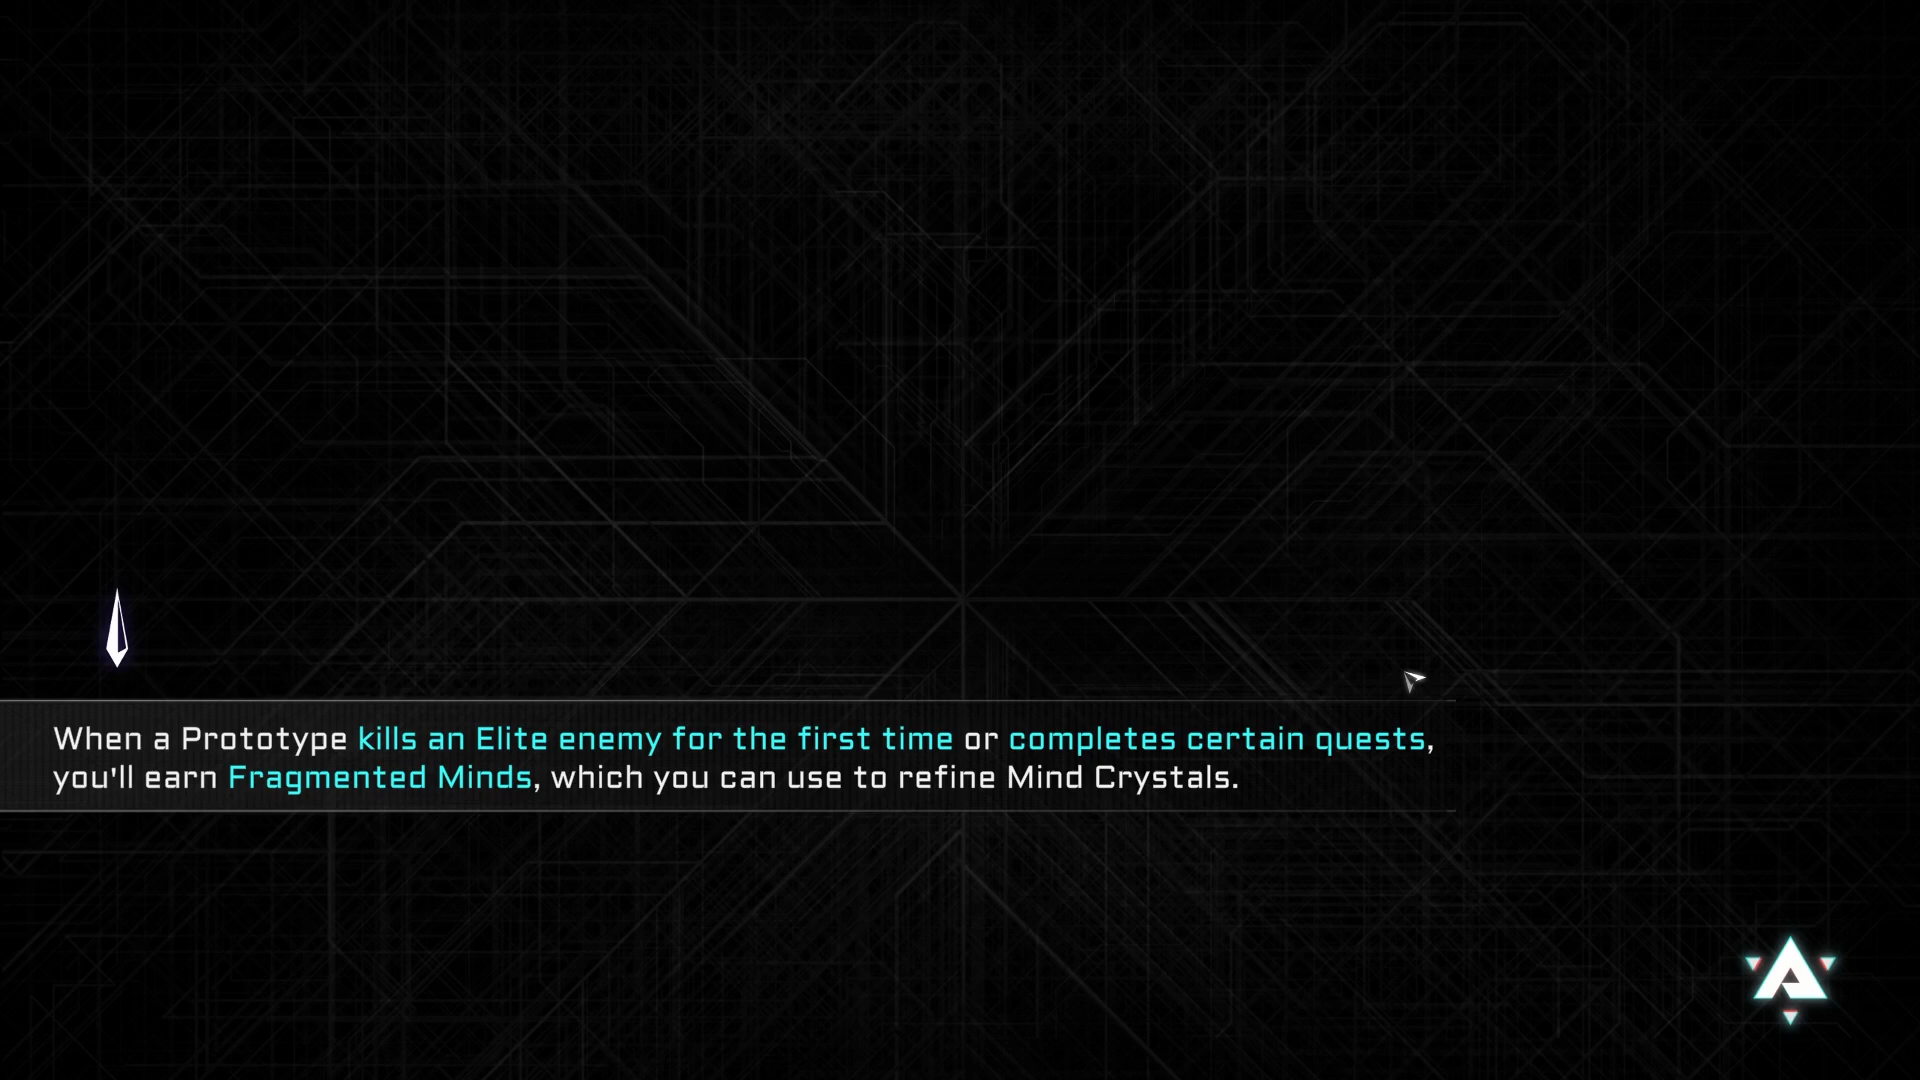 When a Prototype kills an Elite enemy for the first time or completes certain quests,
you'll earn Fragmented Minds, which you can use to refine Mind Crystals.